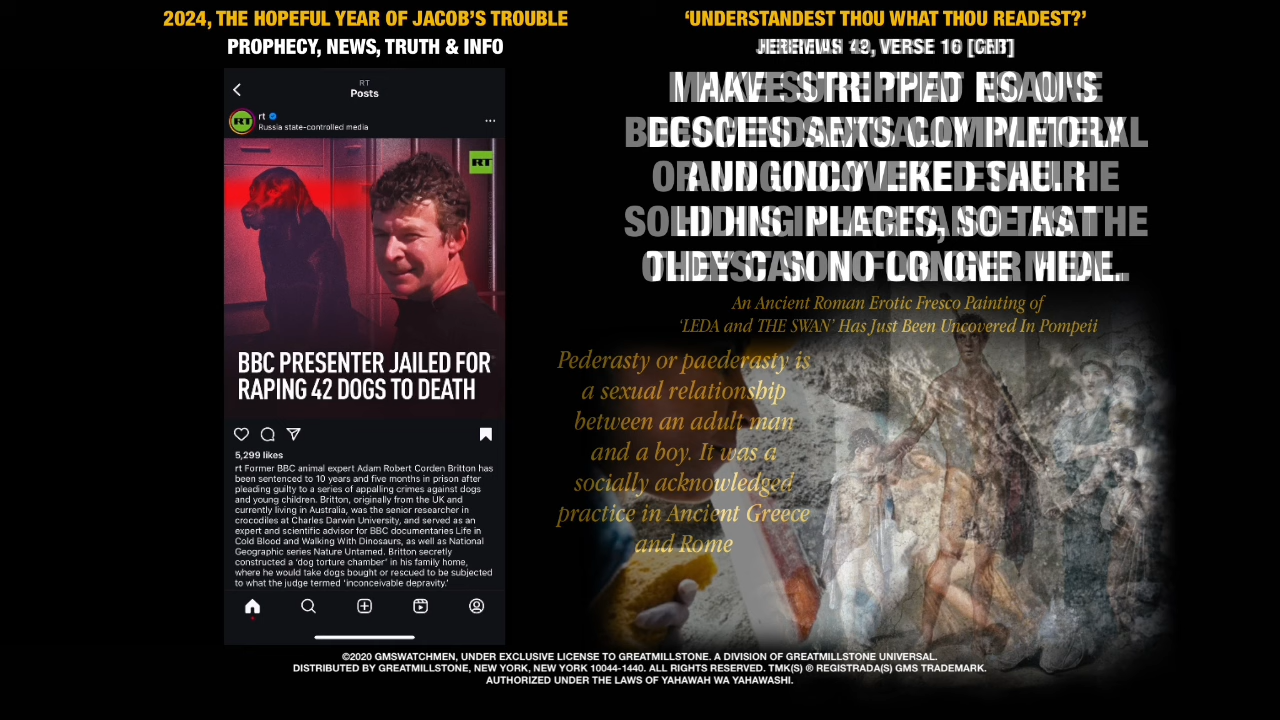 2024, THE HOPEFUL YEAR OF JACOB'S TROUBLE
PROPHECY, NEWS, TRUTH & INFO
RT
Posts
rt
Russia state-controlled media
RT
RT
BBC PRESENTER JAILED FOR
RAPING 42 DOGS TO DEATH
5,299 likes
rt Former BBC animal expert Adam Robert Corden Britton has
been sentenced to 10 years and five months in prison after
pleading guilty to a series of appalling crimes against dogs
and young children. Britton, originally from the UK and
currently living in Australia, was the senior researcher in
crocodiles at Charles Darwin University, and served as an
expert and scientific advisor for BBC documentaries Life in
Cold Blood and Walking With Dinosaurs, as well as National
Geographic series Nature Untamed. Britton secretly
constructed a 'dog torture chamber' in his family home,
where he would take dogs bought or rescued to be subjected
to what the judge termed 'inconceivable depravity.'
'UNDERSTANDEST THOU WHAT THOU READEST?'
An Ancient Roman Erotic Fresco Painting of
'LEDA and THE SWAN' Has Just Been Uncovered In Pompeii
Pederasty or paederasty is
a sexual relationship
between an adult man
and a boy. It was a
socially acknowledged
practice in Ancient Greece
and Rome
©2020 GMSWATCHMEN, UNDER EXCLUSIVE LICENSE TO GREATMILLSTONE. A DIVISION OF GREATMILLSTONE UNIVERSAL.
DISTRIBUTED BY GREATMILLSTONE, NEW YORK, NEW YORK 10044-1440. ALL RIGHTS RESERVED. TMK(S) ® REGISTRADA(S) GMS TRADEMARK.
AUTHORIZED UNDER THE LAWS OF YAHAWAH WA YAHAWASHI.